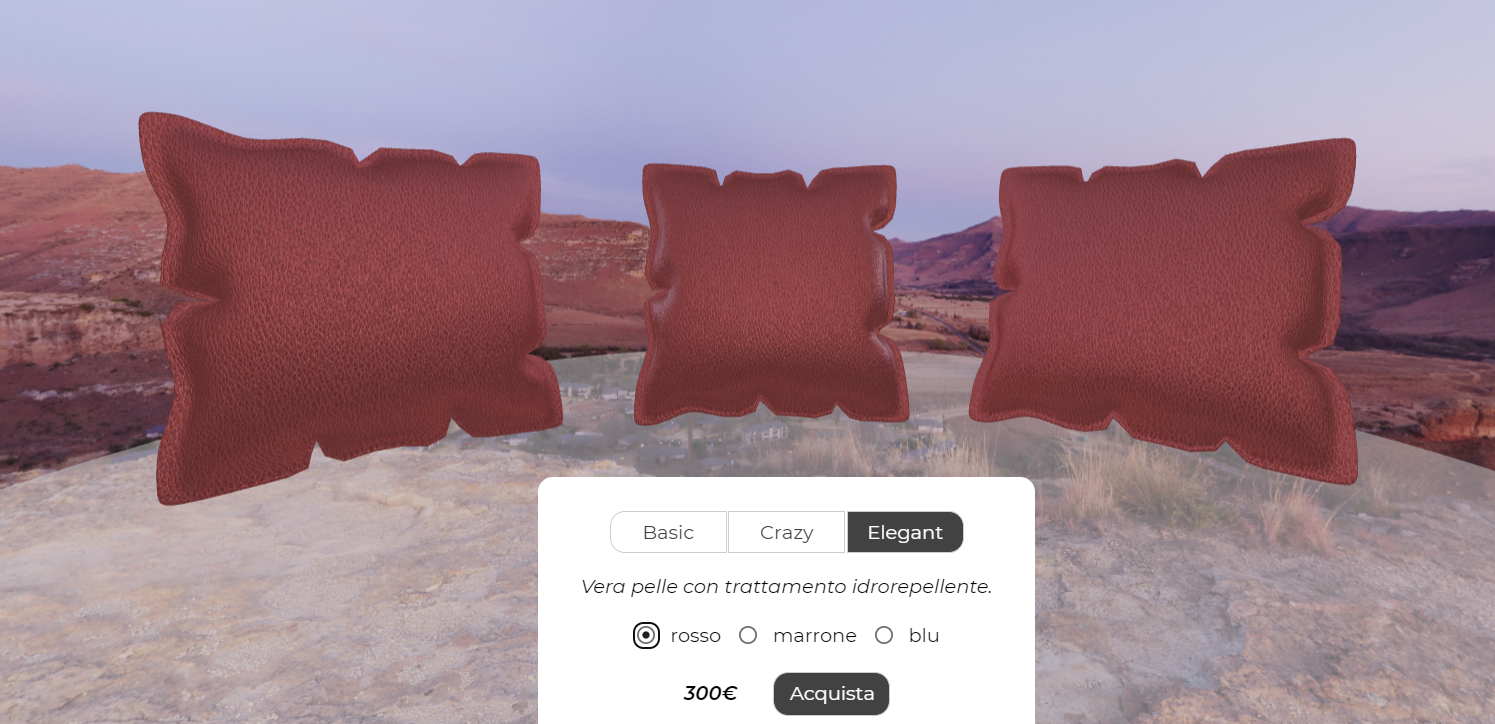 Basic Crazy Elegant
Vera pelle con trattamento idrorepellente.
rosso marrone blu
300€ Acquista